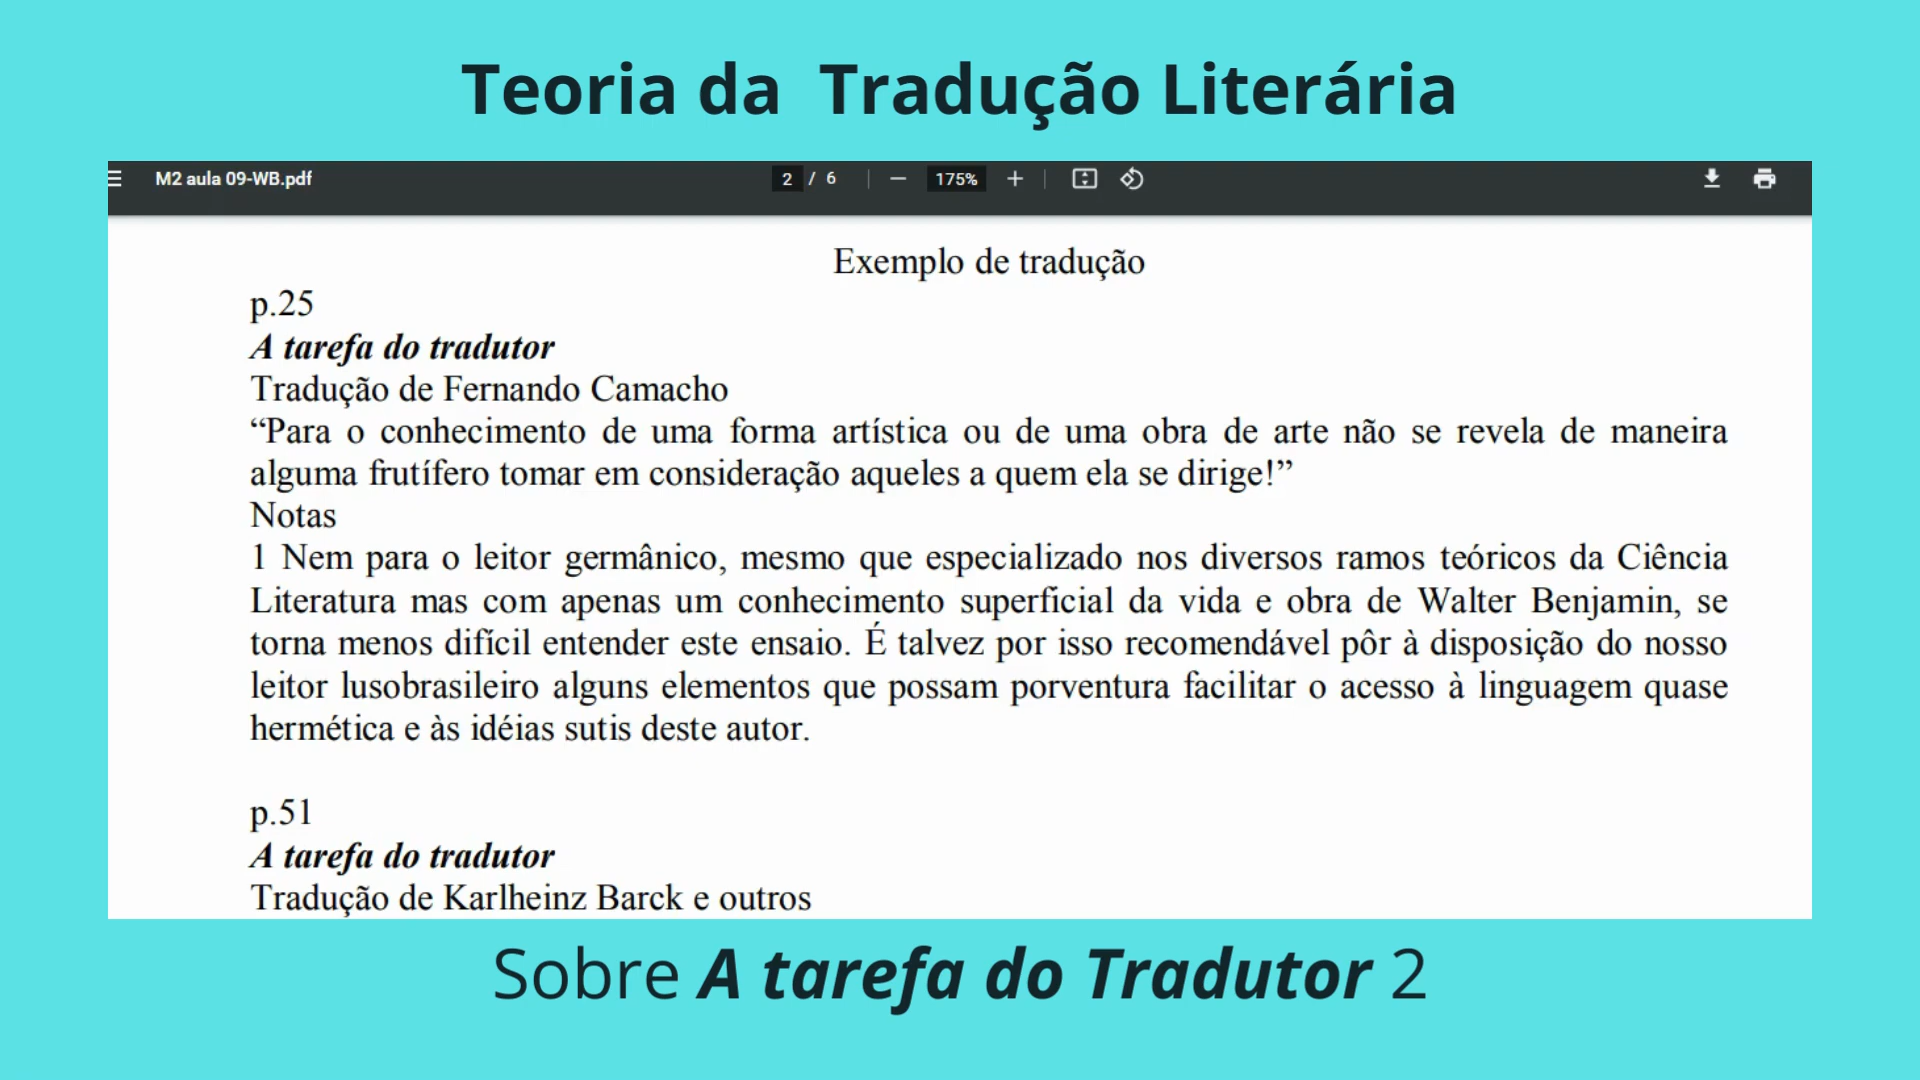 Teoria da Tradução Literária
M2 aula 09-WB.pdf
2 / 6
175%
Exemplo de tradução
p.25
A tarefa do tradutor
Tradução de Fernando Camacho
“Para o conhecimento de uma forma artística ou de uma obra de arte não se revela de maneira
alguma frutífero tomar em consideração aqueles a quem ela se dirige!”
Notas
1 Nem para o leitor germânico, mesmo que especializado nos diversos ramos teóricos da Ciência
Literatura mas com apenas um conhecimento superficial da vida e obra de Walter Benjamin, se
torna menos difícil entender este ensaio. É talvez por isso recomendável pôr à disposição do nosso
leitor lusobrasileiro alguns elementos que possam porventura facilitar o acesso à linguagem quase
hermética e às idéias sutis deste autor.
p.51
A tarefa do tradutor
Tradução de Karlheinz Barck e outros
Sobre A tarefa do Tradutor 2